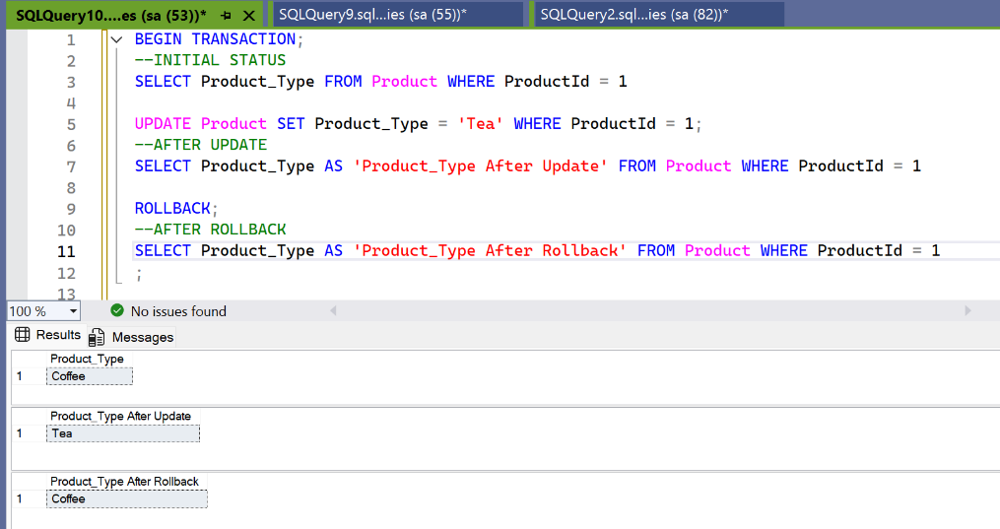 SQLQuery10....es (sa (53))* SQLQuery9.sql...ies (sa (55))* SQLQuery2.sql...ies (sa (82))*
1 BEGIN TRANSACTION;
2 --INITIAL STATUS
3 SELECT Product_Type FROM Product WHERE ProductId = 1
4
5 UPDATE Product SET Product_Type = 'Tea' WHERE ProductId = 1;
6 --AFTER UPDATE
7 SELECT Product_Type AS 'Product_Type After Update' FROM Product WHERE ProductId = 1
8
9 ROLLBACK;
10 --AFTER ROLLBACK
11 SELECT Product_Type AS 'Product_Type After Rollback' FROM Product WHERE ProductId = 1
12 ;
13
100 % No issues found
Results Messages
Product_Type
1 Coffee
Product_Type After Update
1 Tea
Product_Type After Rollback
1 Coffee